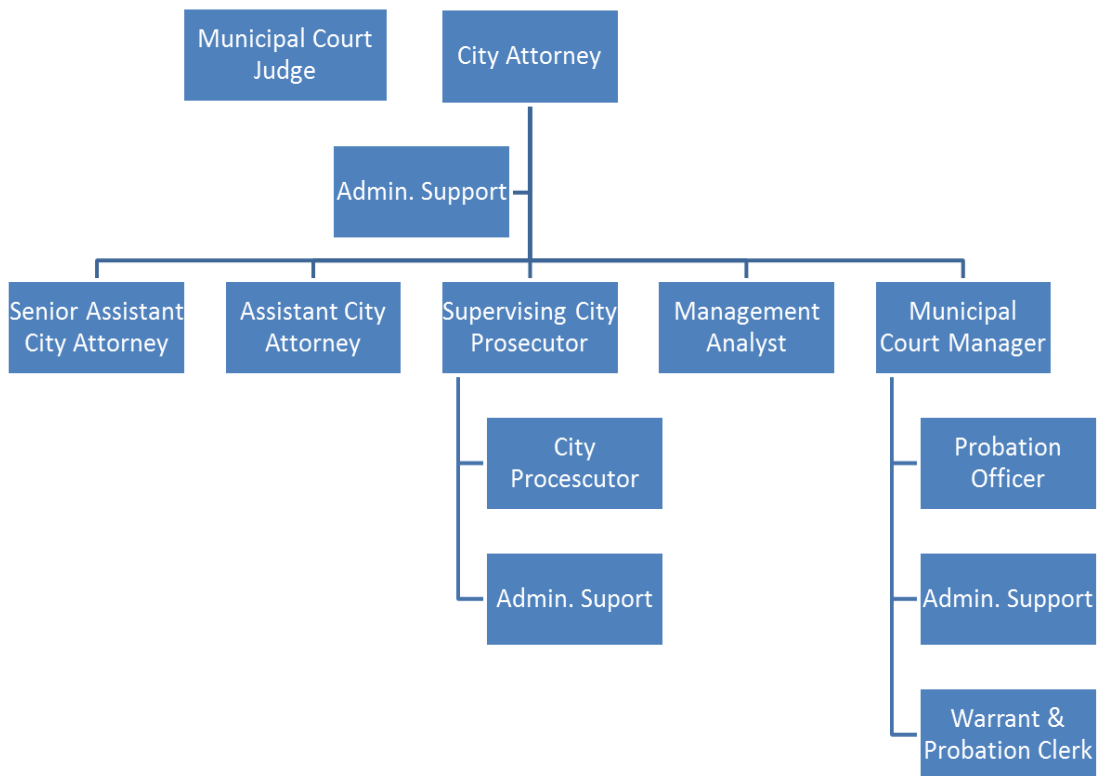 Municipal Court
Judge
City Attorney
Admin. Support
Senior Assistant
City Attorney
Assistant City
Attorney
Supervising City
Prosecutor
Management
Analyst
Municipal
Court Manager
City
Procescutor
Admin. Suport
Probation
Officer
Admin. Support
Warrant &
Probation Clerk